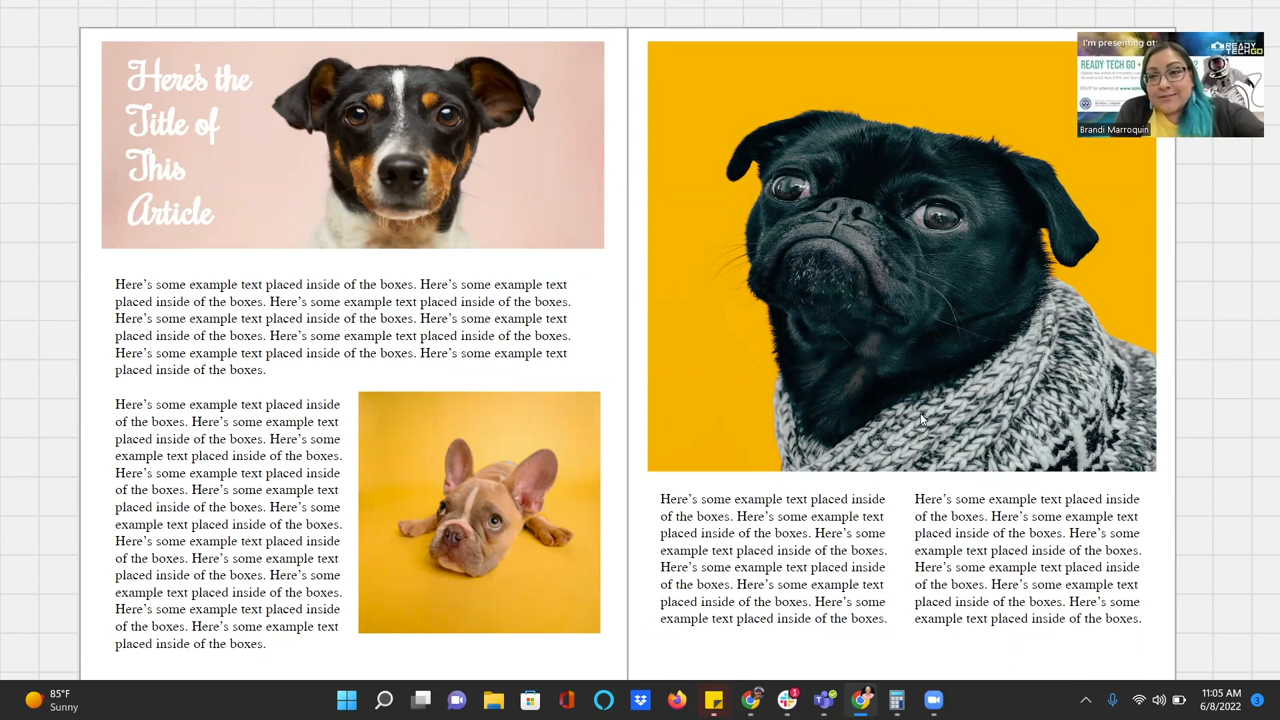 Here's the
Title of
This
Article
Here's some example text placed inside of the boxes. Here's some example text
placed inside of the boxes. Here's some example text placed inside of the boxes.
Here's some example text placed inside of the boxes. Here's some example text
placed inside of the boxes. Here's some example text placed inside of the boxes.
Here's some example text placed inside of the boxes. Here's some example text
placed inside of the boxes.
Here's some example text placed inside
of the boxes. Here's some example text
placed inside of the boxes. Here's some
example text placed inside of the boxes.
Here's some example text placed inside
of the boxes. Here's some example text
placed inside of the boxes. Here's some
example text placed inside of the boxes.
Here's some example text placed inside
of the boxes. Here's some example text
placed inside of the boxes. Here's some
example text placed inside of the boxes.
Here's some example text placed inside
of the boxes. Here's some example text
placed inside of the boxes.
Here's some example text placed inside
of the boxes. Here's some example text
placed inside of the boxes. Here's some
example text placed inside of the boxes.
Here's some example text placed inside
of the boxes. Here's some example text
placed inside of the boxes. Here's some
example text placed inside of the boxes.
Here's some example text placed inside
of the boxes. Here's some example text
placed inside of the boxes. Here's some
example text placed inside of the boxes.
Here's some example text placed inside
of the boxes. Here's some example text
placed inside of the boxes. Here's some
example text placed inside of the boxes.
I'm presenting at:
READY
TECHGO
READY TECH GO
RSVP to attend at
Brandi Marroquin
85°F
Sunny
1
11:05 AM
6/8/2022
3